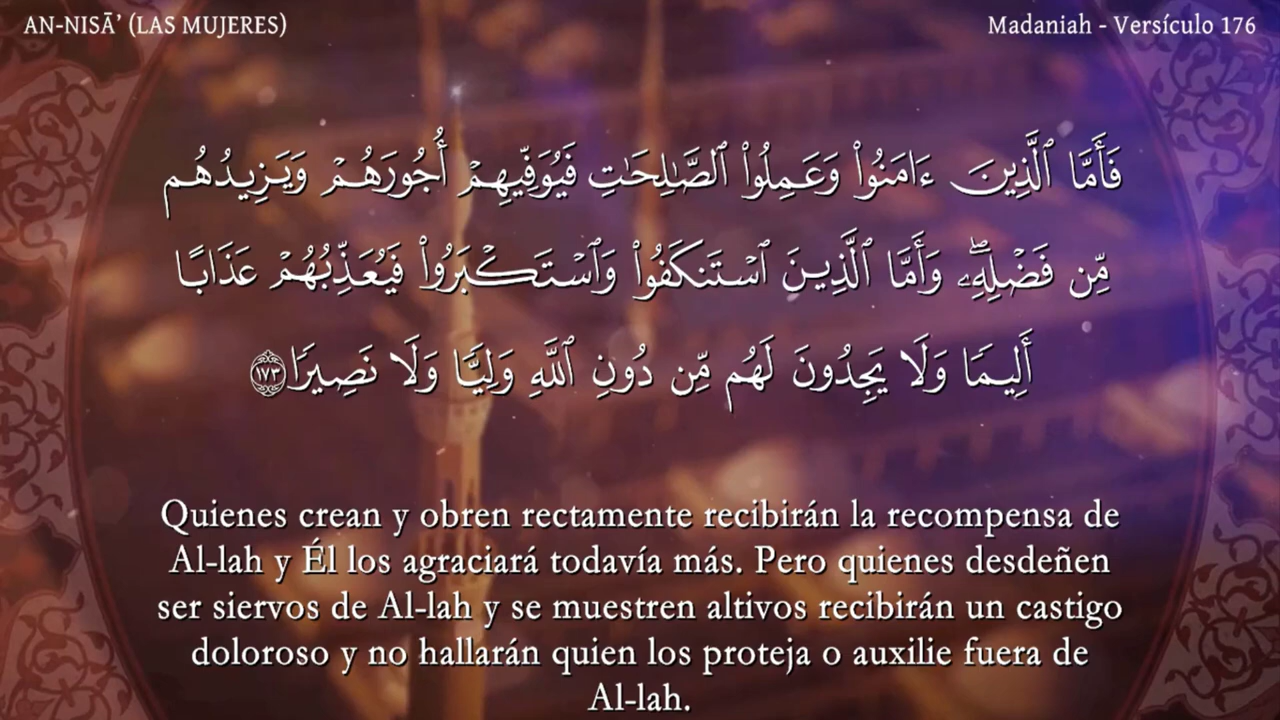 AN-NISĀ’ (LAS MUJERES)
Madaniah - Versículo 176
فَأَمَّا ٱلَّذِينَ ءَامَنُوا۟ وَعَمِلُوا۟ ٱلصَّـٰلِحَـٰتِ فَيُوَفِّيهِمْ أُجُورَهُمْ وَيَزِيدُهُم
مِّن فَضْلِهِۦۖ وَأَمَّا ٱلَّذِينَ ٱسْتَنكَفُوا۟ وَٱسْتَكْبَرُوا۟ فَيُعَذِّبُهُمْ عَذَابًا
أَلِيمًا وَلَا يَجِدُونَ لَهُم مِّن دُونِ ٱللَّهِ وَلِيًّا وَلَا نَصِيرًا ١٧٣
Quienes crean y obren rectamente recibirán la recompensa de
Al-lah y Él los agraciará todavía más. Pero quienes desdeñen
ser siervos de Al-lah y se muestren altivos recibirán un castigo
doloroso y no hallarán quien los proteja o auxilie fuera de
Al-lah.